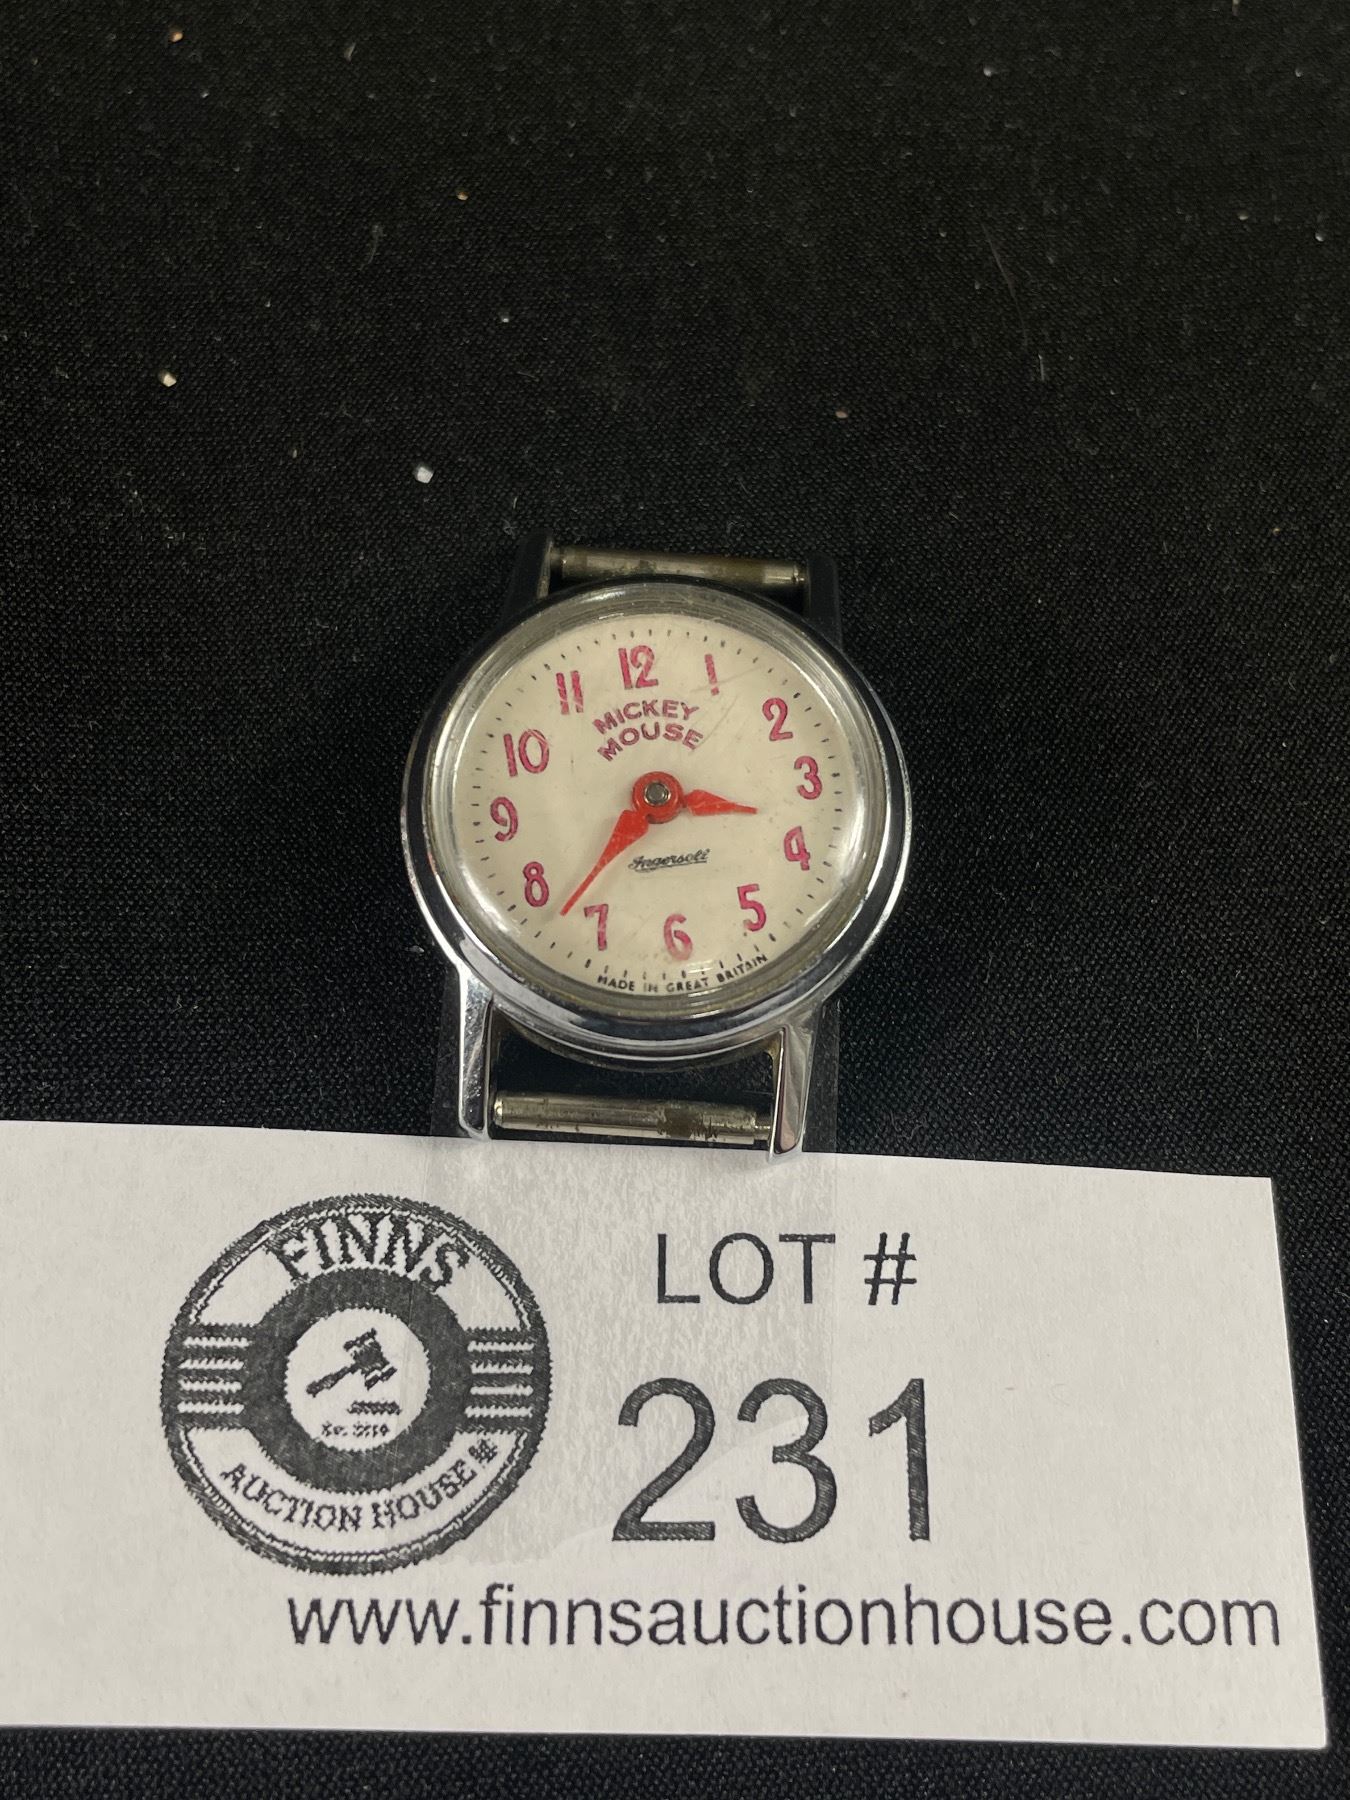 12
11 1
MICKEY
MOUSE
10 2
9 3
8 4
Ingersoll
7 6 5
MADE IN GREAT BRITAIN
FINNS
AUCTION HOUSE
LOT #
231
www.finnsauctionhouse.com